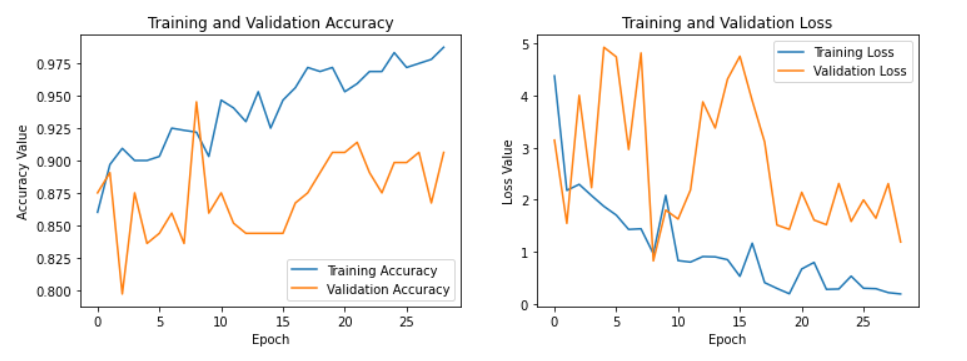 Training and Validation Accuracy
Accuracy Value
0.975
0.950
0.925
0.900
0.875
0.850
0.825
0.800
Training Accuracy
Validation Accuracy
0 5 10 15 20 25
Epoch
Training and Validation Loss
Loss Value
5
4
3
2
1
0
Training Loss
Validation Loss
0 5 10 15 20 25
Epoch